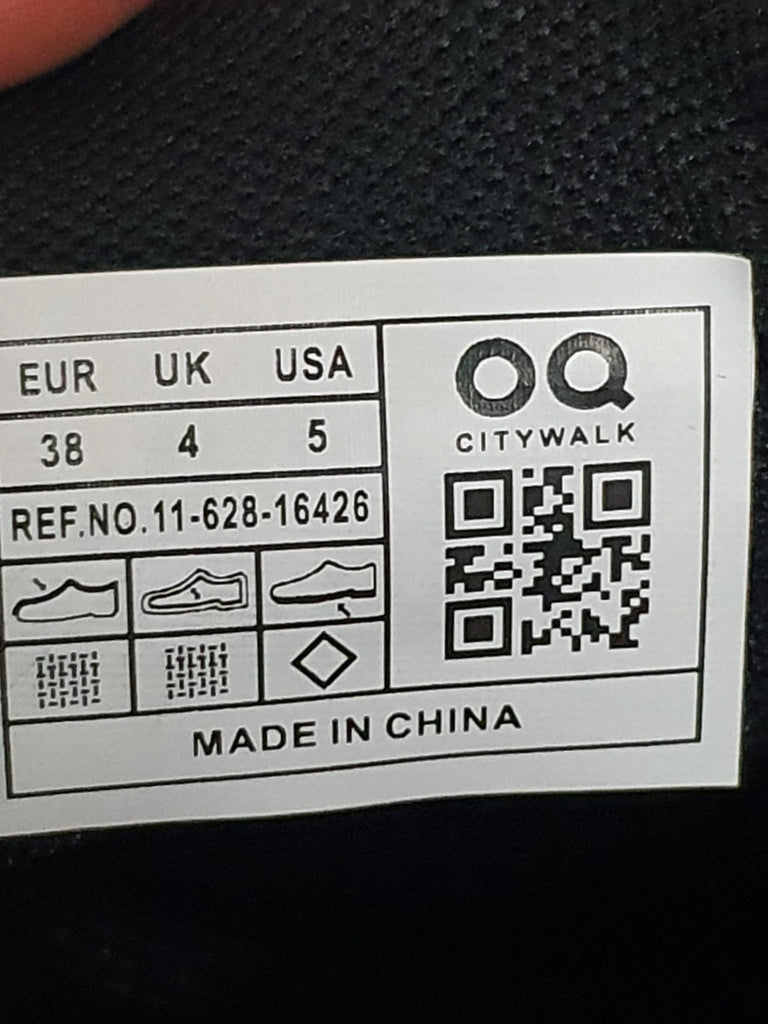 EUR UK USA
38 4 5
REF.NO.11-628-16426
OQ
CITYWALK
MADE IN CHINA